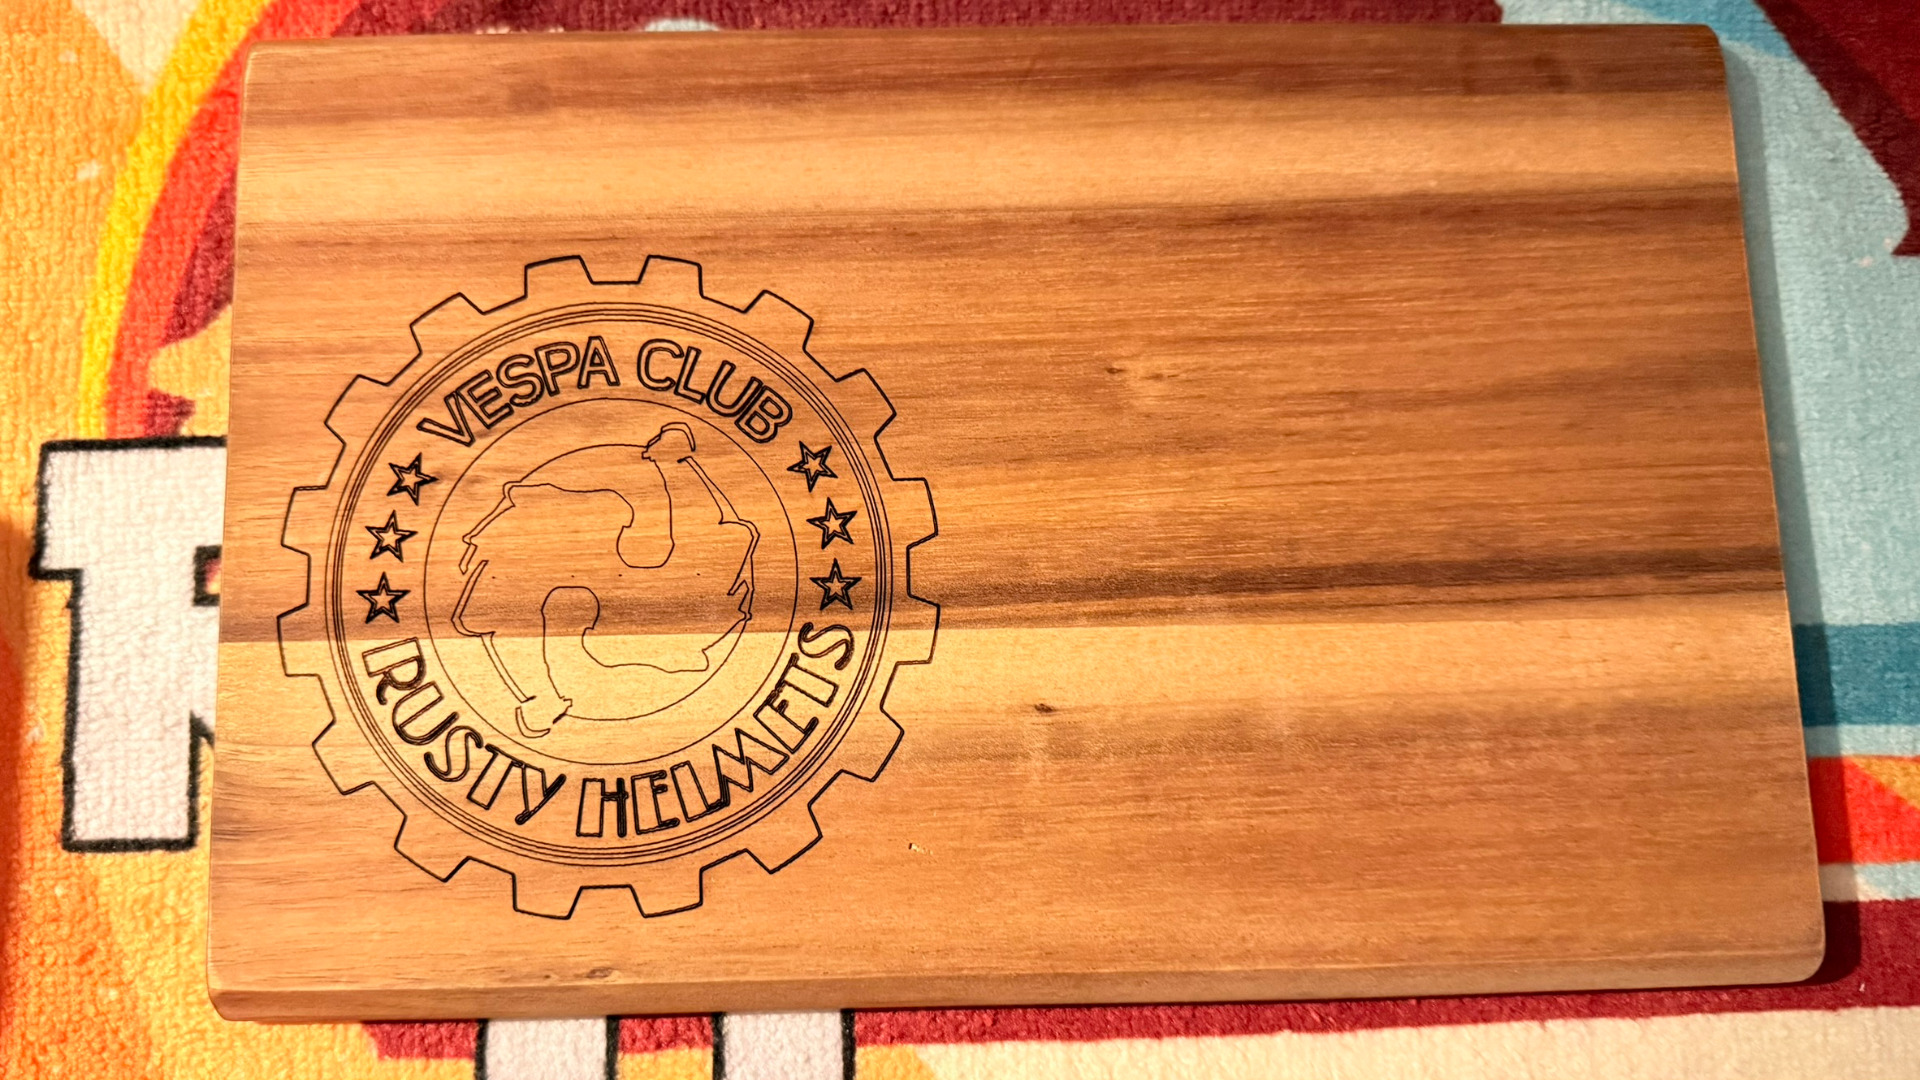 VESPA CLUB
RUSTY HELMETS